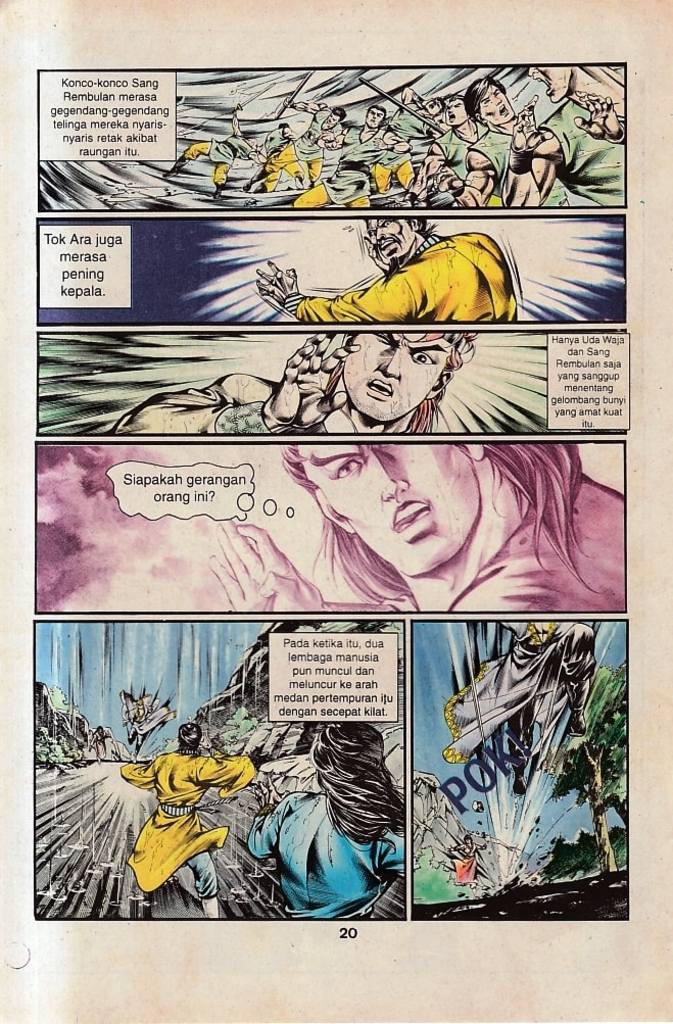 Konco-konco Sang
Rembulan merasa
gegendang-gegendang
telinga mereka nyaris-
nyaris retak akibat
raungan itu.
Tok Ara juga
merasa
pening
kepala.
Hanya Uda Waja
dan Sang
Rembulan saja
yang sanggup
menentang
gelombang bunyi
yang amat kuat
itu.
Siapakah gerangan
orang ini?
Pada ketika itu, dua
lembaga manusia
pun muncul dan
meluncur ke arah
medan pertempuran itu
dengan secepat kilat.
POK!
20